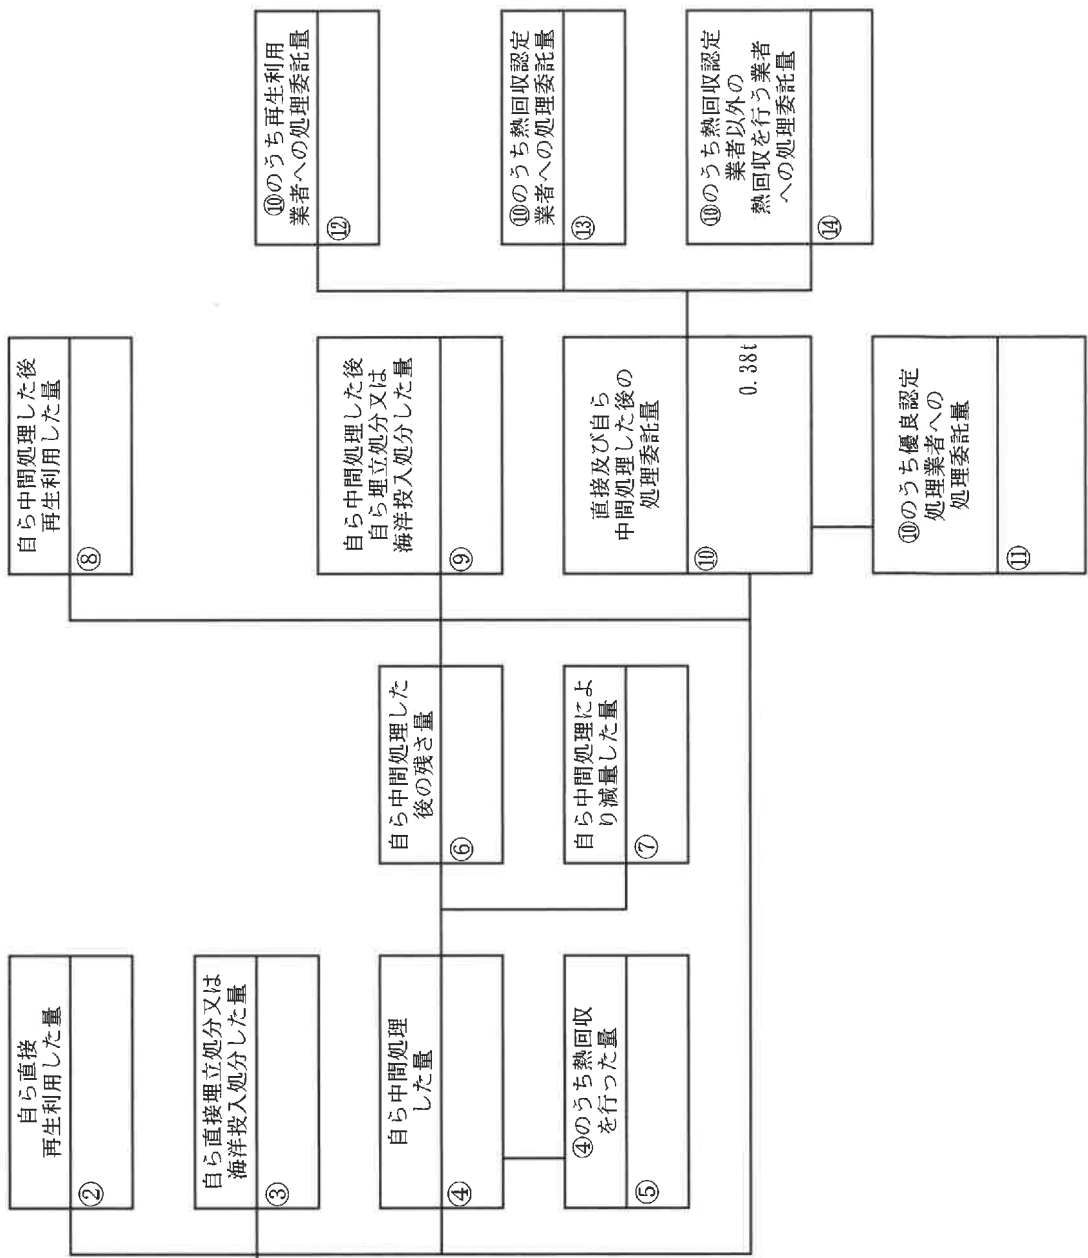 自ら直接
再生利用した量
②
自ら直接埋立処分又は
海洋投入処分した量
③
自ら中間処理
した量
④
④のうち熱回収
を行った量
⑤
自ら中間処理した
後の残さ量
⑥
自ら中間処理によ
り減量した量
⑦
自ら中間処理した後
再生利用した量
⑧
自ら中間処理した後
自ら埋立処分又は
海洋投入処分した量
⑨
直接及び自ら
中間処理した後の
処理委託量
⑩
0.38t
⑩のうち優良認定
処理業者への
処理委託量
⑪
⑩のうち再生利用
業者への処理委託量
⑫
⑩のうち熱回収認定
業者への処理委託量
⑬
⑩のうち熱回収認定
業者以外の
熱回収を行う業者
への処理委託量
⑭